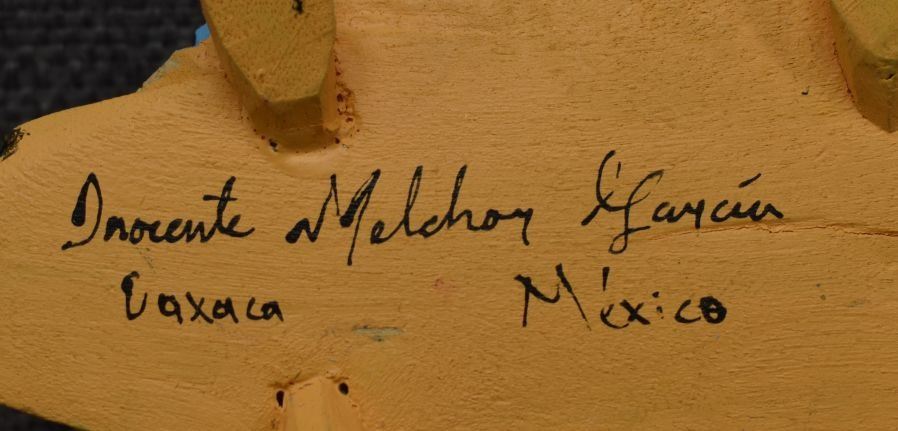 Inocente Melchor García
Oaxaca México